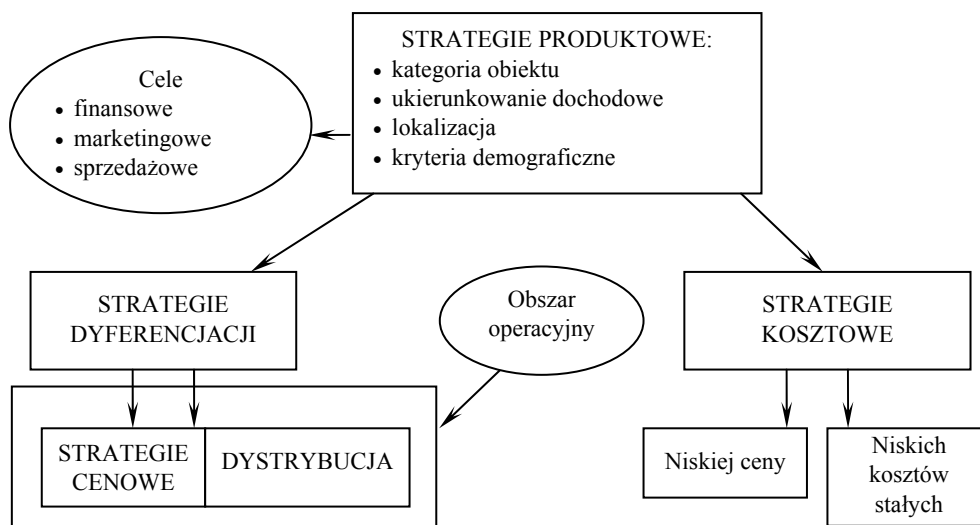 STRATEGIE PRODUKTOWE:
• kategoria obiektu
• ukierunkowanie dochodowe
• lokalizacja
• kryteria demograficzne
Cele
• finansowe
• marketingowe
• sprzedażowe
STRATEGIE
DYFERENCJACJI
Obszar
operacyjny
STRATEGIE
KOSZTOWE
STRATEGIE
CENOWE
DYSTRYBUCJA
Niskiej ceny
Niskich
kosztów
stałych